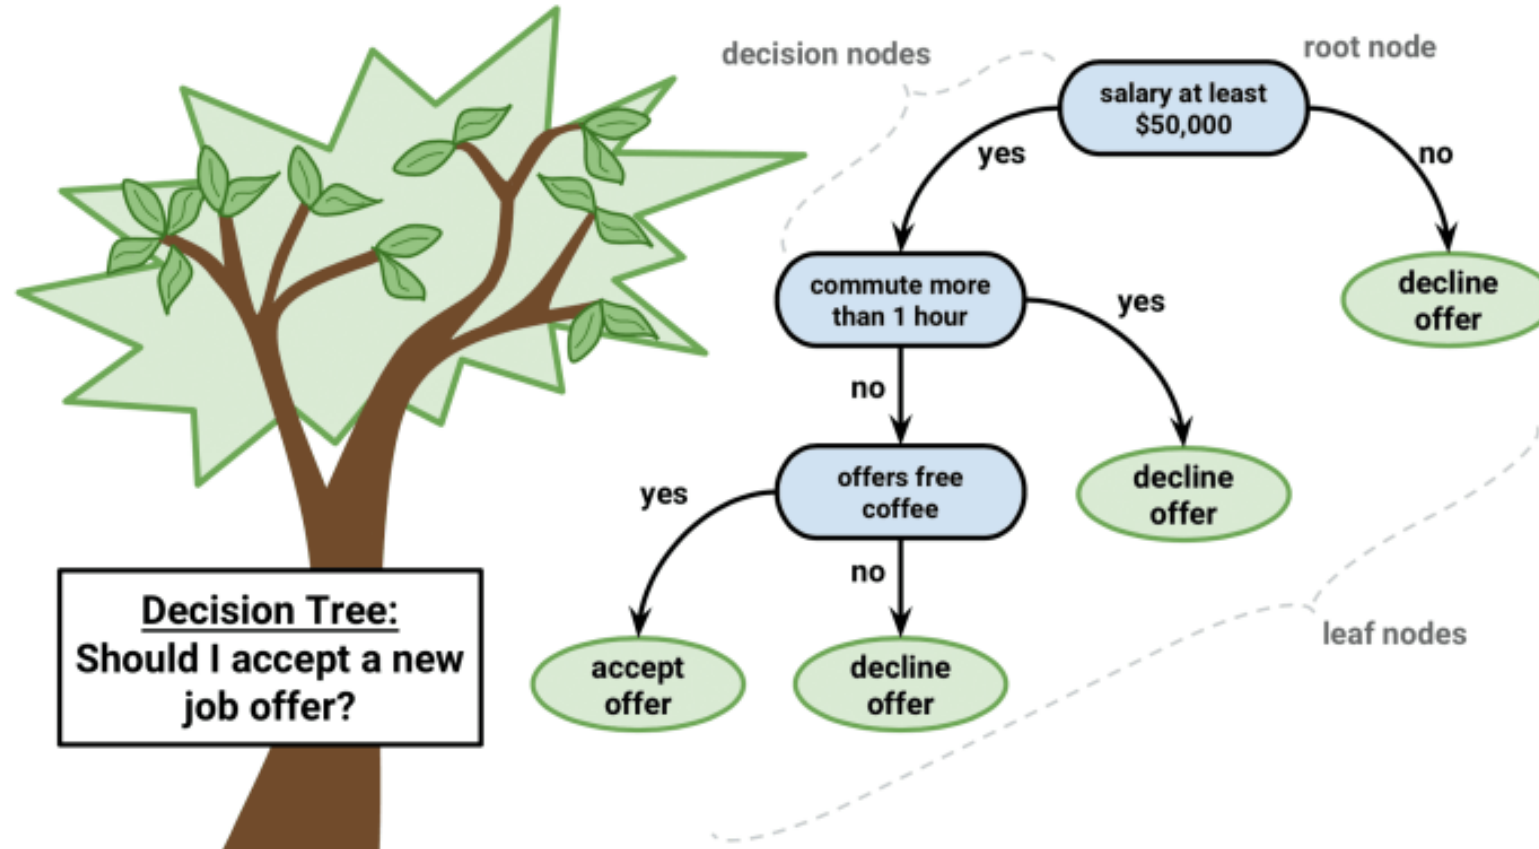 decision nodes
root node
salary at least
$50,000
yes
no
commute more
than 1 hour
yes
decline
offer
no
offers free
coffee
yes
decline
offer
no
leaf nodes
accept
offer
decline
offer
Decision Tree:
Should I accept a new
job offer?